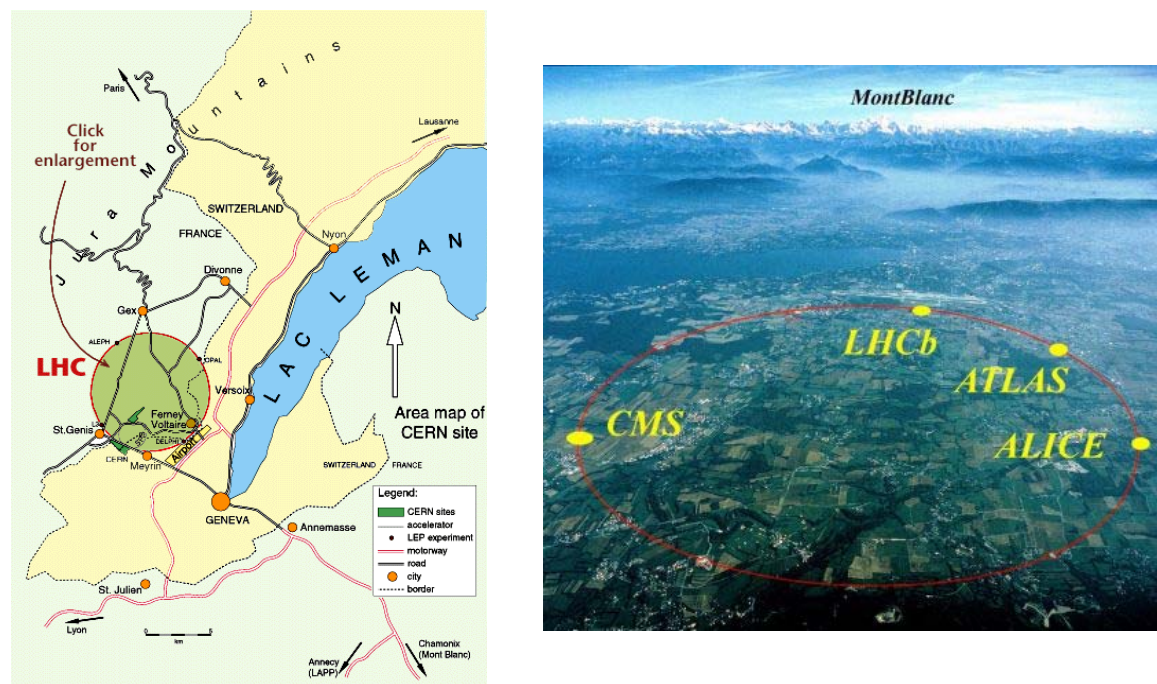 Paris
Jura Mountains
Click
for
enlargement
Lausanne
SWITZERLAND
FRANCE
Nyon
Divonne
Gex
LAC LEMAN
N
ALEPH
OPAL
LHC
Versoix
Area map of
CERN site
Ferney
Voltaire
L3
St.Genis
DELPHI
Airport
CERN
Meyrin
SWITZERLAND
FRANCE
GENEVA
Legend:
CERN sites
accelerator
LEP experiment
motorway
road
city
border
Annemasse
St. Julien
Lyon
0 5
km
Annecy
(LAPP)
Chamonix
(Mont Blanc)
MontBlanc
LHCb
ATLAS
CMS
ALICE